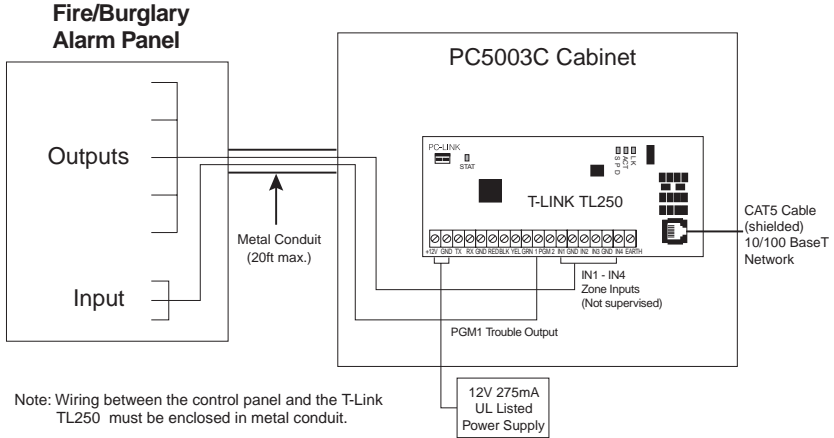 Fire/Burglary
Alarm Panel
PC5003C Cabinet
Outputs
Input
Metal Conduit
(20ft max.)
PC-LINK
STAT
S P D
ACT
LK
T-LINK TL250
+12V GND TX RX GND RED BLK YEL GRN 1 PGM 2 IN1 GND IN2 IN3 GND IN4 EARTH
CAT5 Cable
(shielded)
10/100 BaseT
Network
IN1 - IN4
Zone Inputs
(Not supervised)
PGM1 Trouble Output
12V 275mA
UL Listed
Power Supply
Note: Wiring between the control panel and the T-Link
TL250 must be enclosed in metal conduit.